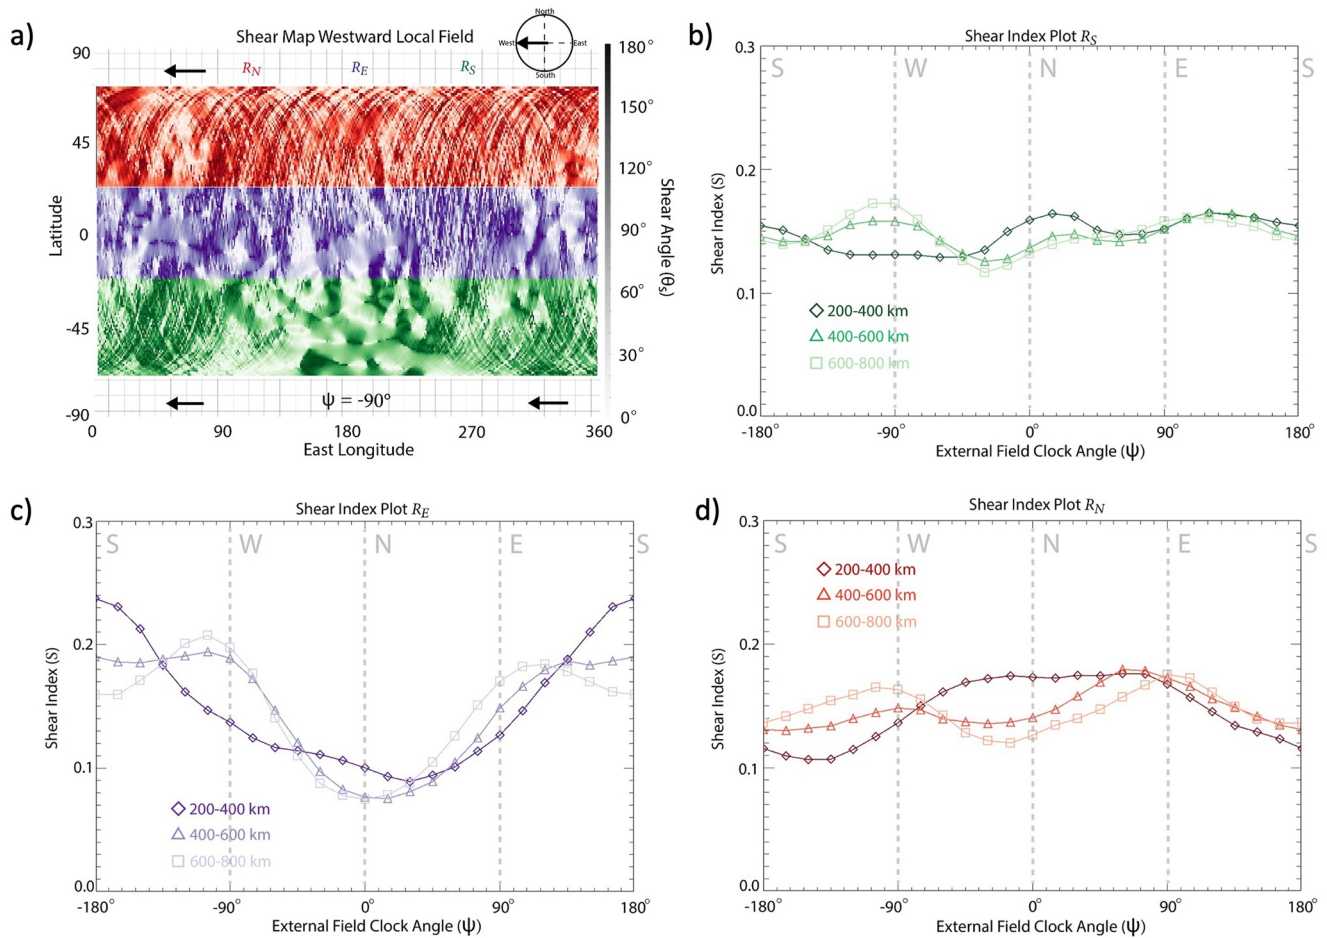 a)
Shear Map Westward Local Field
North
West
East
South
R_N
R_E
R_S
90
45
0
-45
-90
Latitude
0
90
180
270
360
East Longitude
ψ = -90°
180°
150°
120°
90°
60°
30°
0°
Shear Angle (θs)
b)
Shear Index Plot R_S
S
W
N
E
S
0.3
0.2
0.1
0.0
Shear Index (S)
200-400 km
400-600 km
600-800 km
-180°
-90°
0°
90°
180°
External Field Clock Angle (ψ)
c)
Shear Index Plot R_E
S
W
N
E
S
0.3
0.2
0.1
0.0
Shear Index (S)
200-400 km
400-600 km
600-800 km
-180°
-90°
0°
90°
180°
External Field Clock Angle (ψ)
d)
Shear Index Plot R_N
S
W
N
E
S
0.3
0.2
0.1
0.0
Shear Index (S)
200-400 km
400-600 km
600-800 km
-180°
-90°
0°
90°
180°
External Field Clock Angle (ψ)